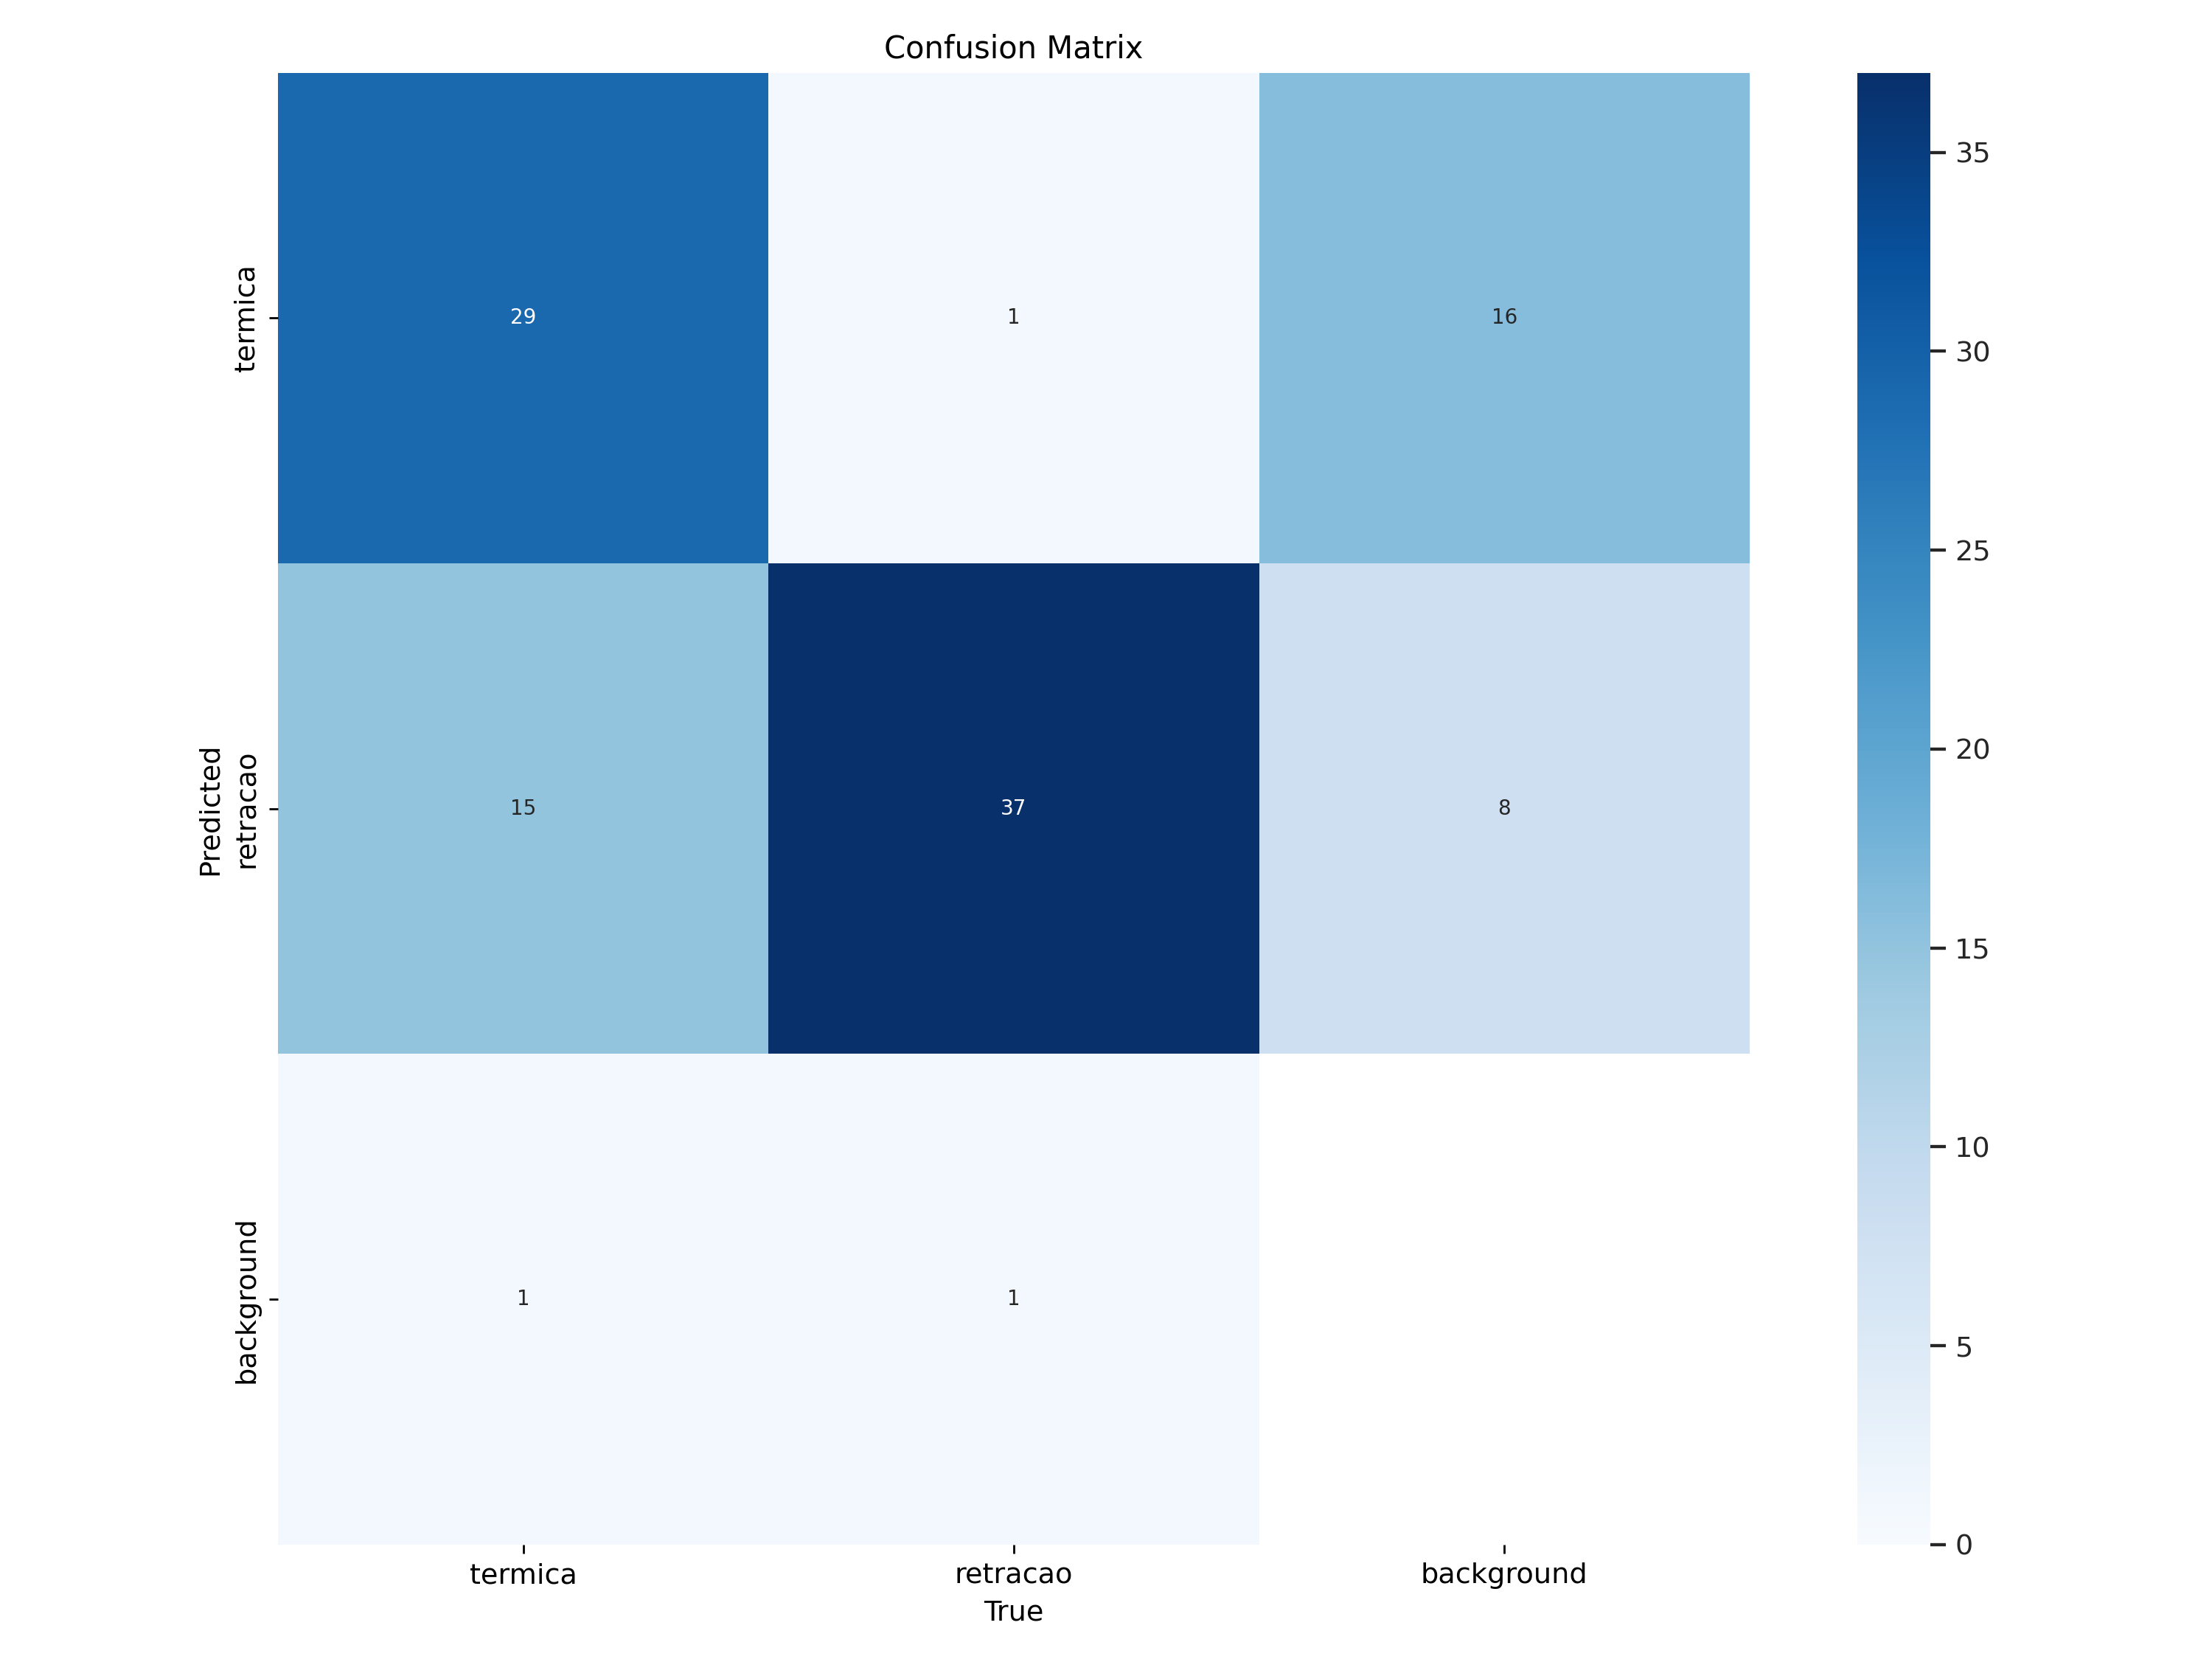 Confusion Matrix
Predicted
termica
29
1
16
retracao
15
37
8
background
1
1
termica
retracao
background
True
35
30
25
20
15
10
5
0